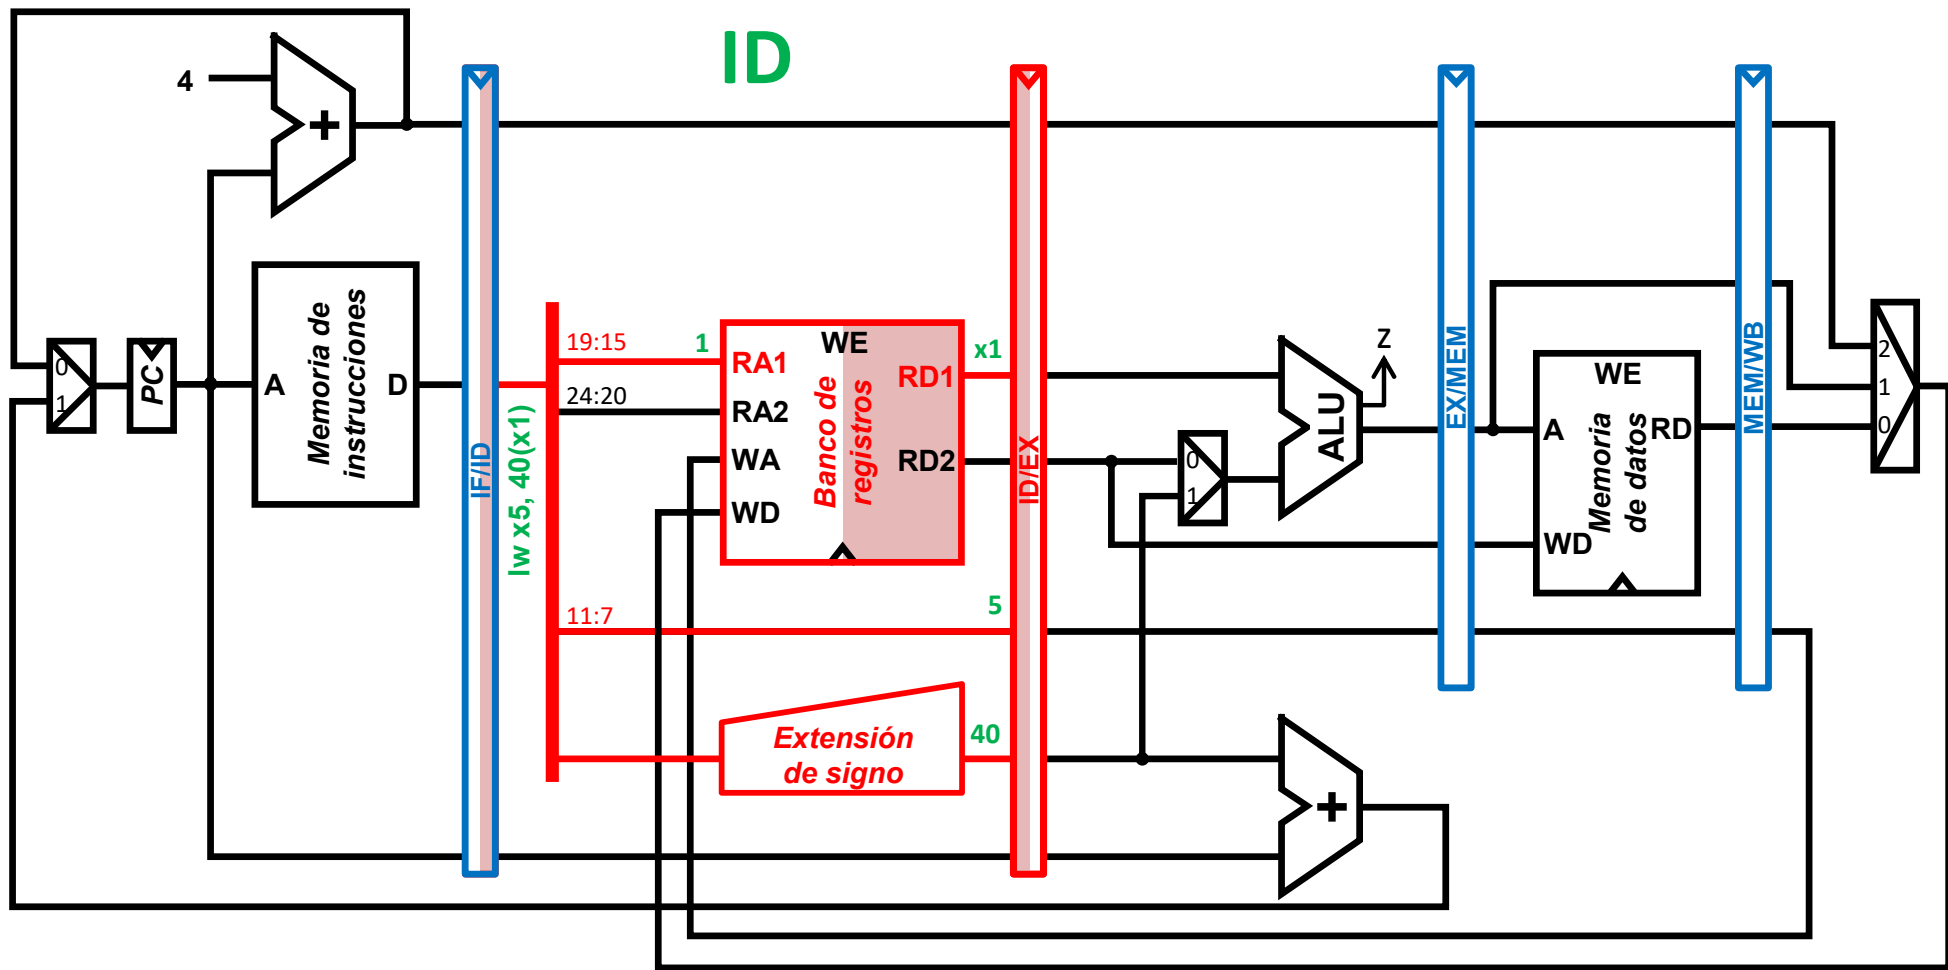 ID
4
+
IF/ID
ID/EX
EX/MEM
MEM/WB
0
1
PC
A
Memoria de
instrucciones
D
lw x5, 40(x1)
19:15
1
24:20
11:7
5
RA1
RA2
WA
WD
WE
Banco de
registros
RD1
RD2
x1
Extensión
de signo
40
0
1
ALU
Z
+
A
WE
Memoria
de datos
RD
WD
2
1
0